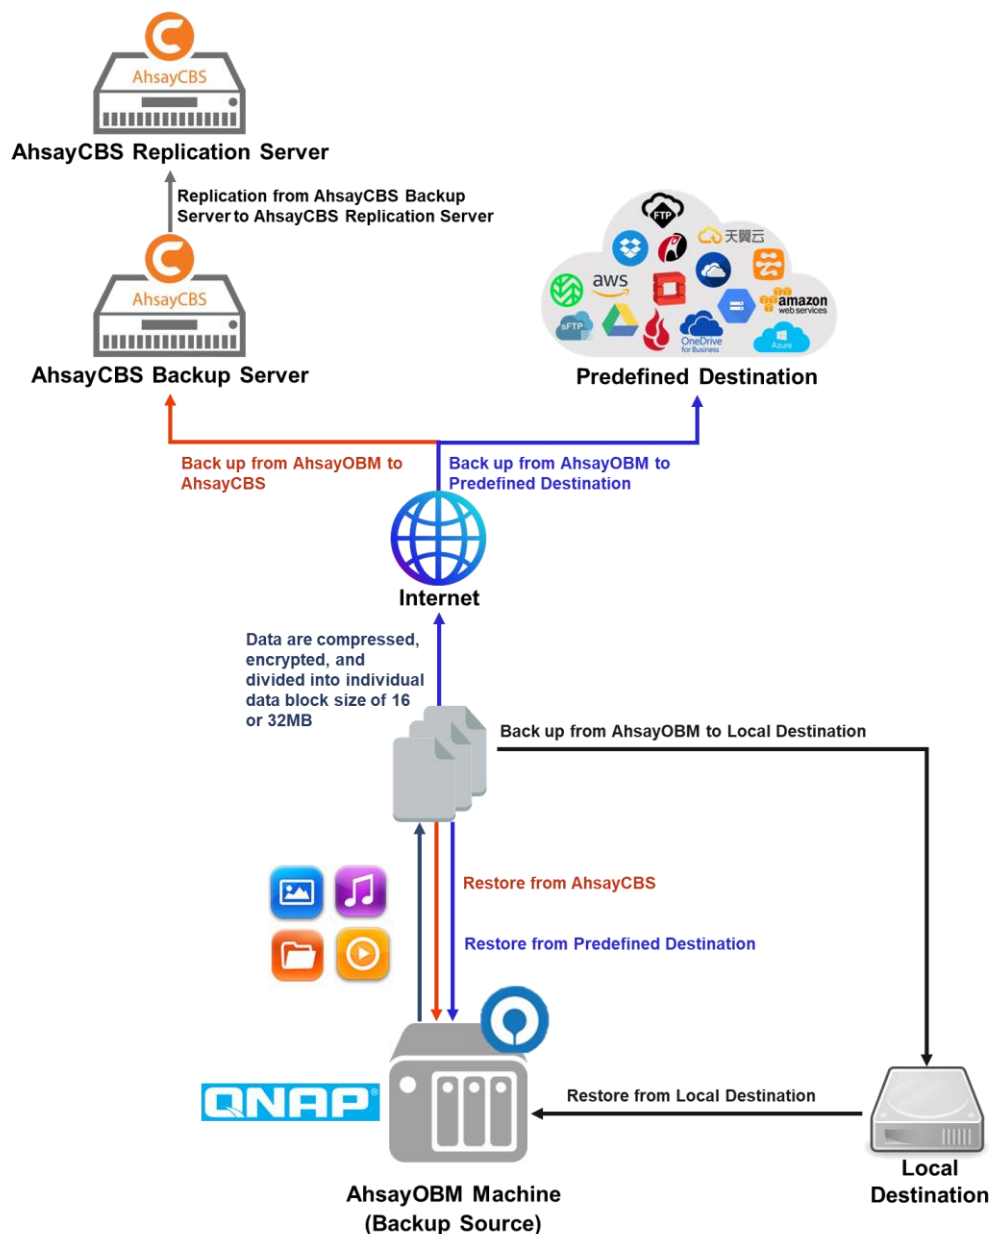 AhsayCBS
AhsayCBS Replication Server
Replication from AhsayCBS Backup
Server to AhsayCBS Replication Server
AhsayCBS
AhsayCBS Backup Server
FTP
天翼云
aws
amazon
web services
sFTP
OneDrive
for Business
Azure
Predefined Destination
Back up from AhsayOBM to
AhsayCBS
Back up from AhsayOBM to
Predefined Destination
Internet
Data are compressed,
encrypted, and
divided into individual
data block size of 16
or 32MB
Back up from AhsayOBM to Local Destination
Restore from AhsayCBS
Restore from Predefined Destination
QNAP®
Restore from Local Destination
AhsayOBM Machine
(Backup Source)
Local
Destination